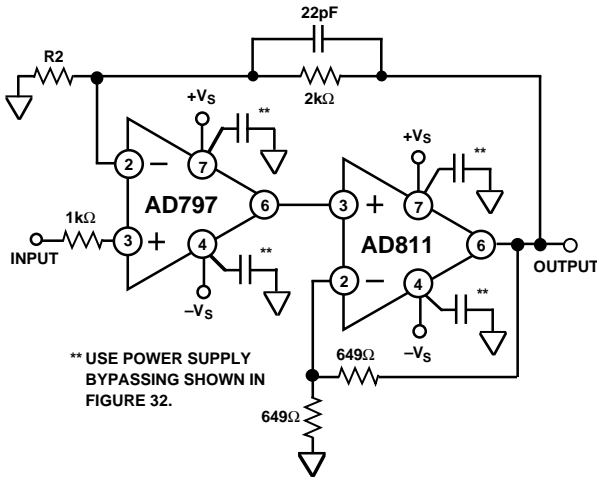 22pF
R2
2kΩ
+VS
**
+VS
**
2
−
7
AD797
6
3
+
7
AD811
6
1kΩ
INPUT
3
+
4
**
−VS
2
−
4
**
−VS
OUTPUT
** USE POWER SUPPLY
BYPASSING SHOWN IN
FIGURE 32.
649Ω
649Ω